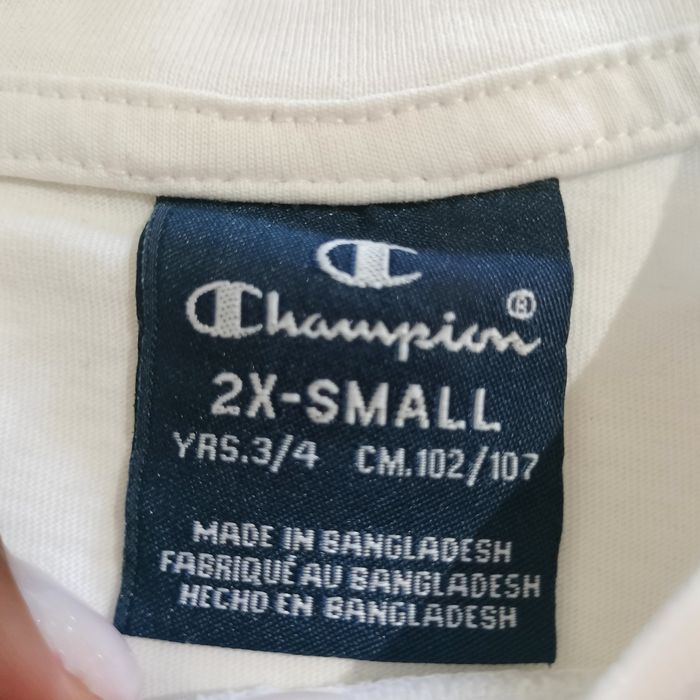 Champion®
2X-SMALL
YRS.3/4 CM.102/107
MADE IN BANGLADESH
FABRIQUÉ AU BANGLADESH
HECHO EN BANGLADESH